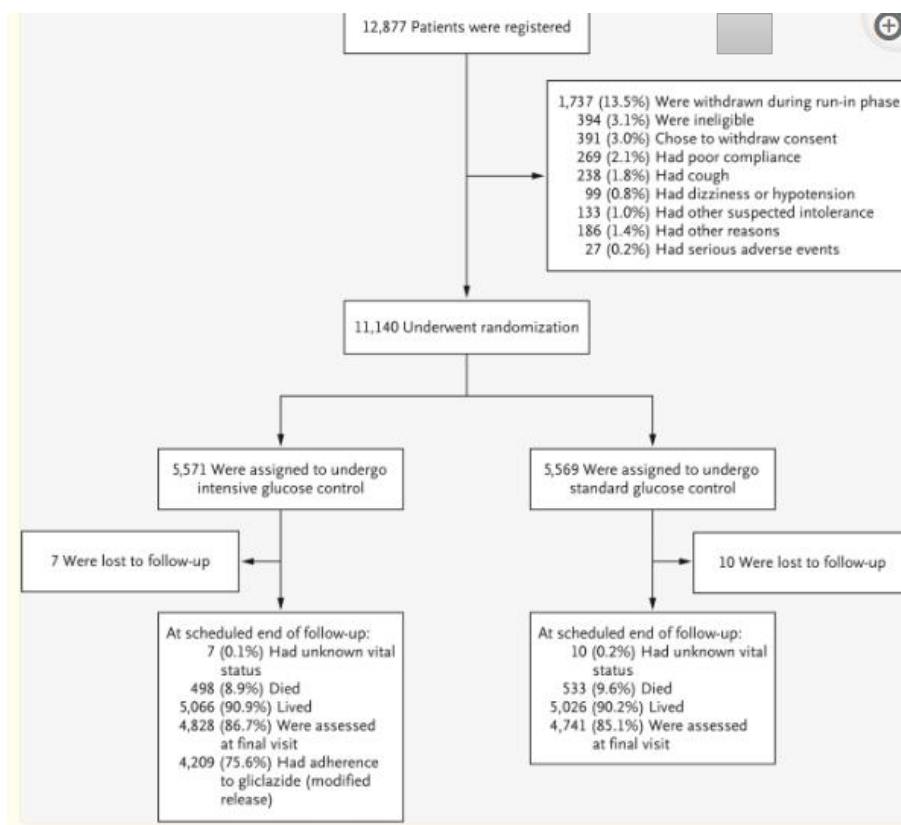 12,877 Patients were registered
1,737 (13.5%) Were withdrawn during run-in phase
394 (3.1%) Were ineligible
391 (3.0%) Chose to withdraw consent
269 (2.1%) Had poor compliance
238 (1.8%) Had cough
99 (0.8%) Had dizziness or hypotension
133 (1.0%) Had other suspected intolerance
186 (1.4%) Had other reasons
27 (0.2%) Had serious adverse events
11,140 Underwent randomization
5,571 Were assigned to undergo
intensive glucose control
5,569 Were assigned to undergo
standard glucose control
7 Were lost to follow-up
10 Were lost to follow-up
At scheduled end of follow-up:
7 (0.1%) Had unknown vital
status
498 (8.9%) Died
5,066 (90.9%) Lived
4,828 (86.7%) Were assessed
at final visit
4,209 (75.6%) Had adherence
to gliclazide (modified
release)
At scheduled end of follow-up:
10 (0.2%) Had unknown vital
status
533 (9.6%) Died
5,026 (90.2%) Lived
4,741 (85.1%) Were assessed
at final visit